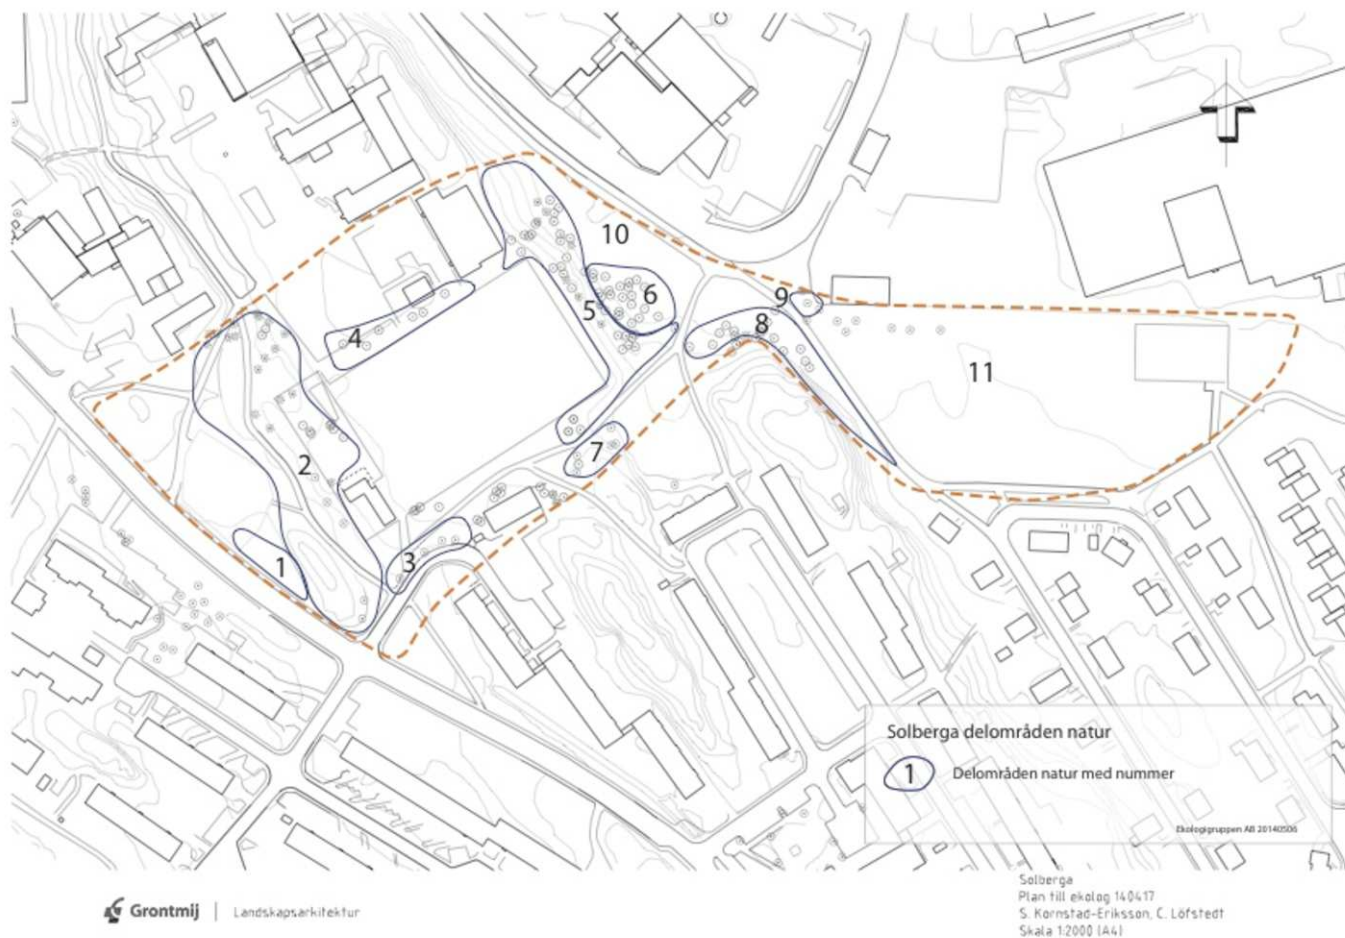 10
9
6
5
8
4
11
7
2
3
1
Solberga delområden natur
1
Delområden natur med nummer
Ekologigruppen AB 20140506
Grontmij | Landskapsarkitektur
Solberga
Plan till ekolog 140417
S. Kornstad-Eriksson, C. Löfstedt
Skala 1:2000 (A4)